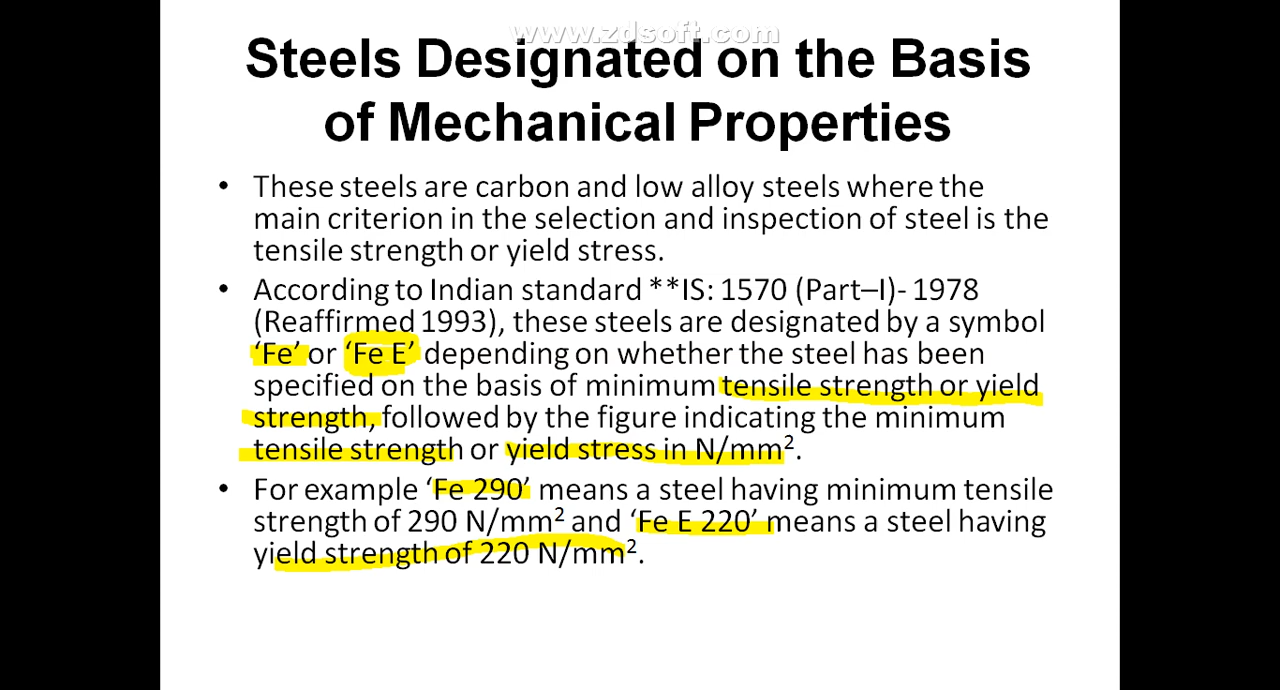 www.zdsoft.com
Steels Designated on the Basis
of Mechanical Properties
• These steels are carbon and low alloy steels where the
main criterion in the selection and inspection of steel is the
tensile strength or yield stress.
• According to Indian standard **IS: 1570 (Part–I)- 1978
(Reaffirmed 1993), these steels are designated by a symbol
‘Fe’ or ‘Fe E’ depending on whether the steel has been
specified on the basis of minimum tensile strength or yield
strength, followed by the figure indicating the minimum
tensile strength or yield stress in N/mm².
• For example ‘Fe 290’ means a steel having minimum tensile
strength of 290 N/mm² and ‘Fe E 220’ means a steel having
yield strength of 220 N/mm².